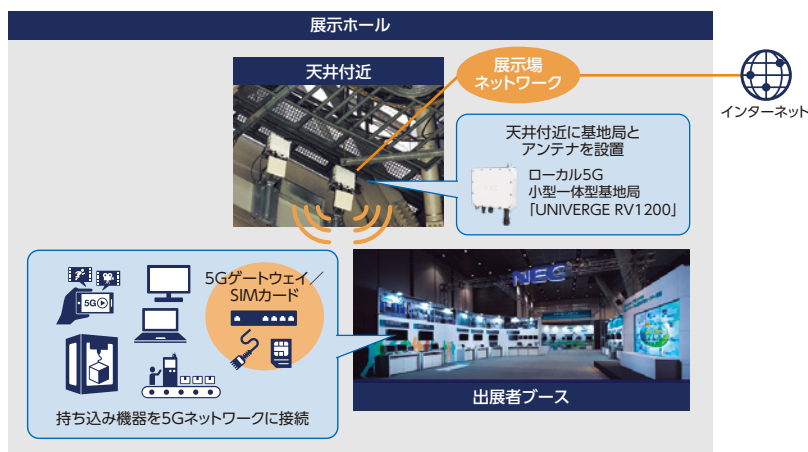 展示ホール
天井付近
展示場
ネットワーク
インターネット
天井付近に基地局と
アンテナを設置
ローカル5G
小型一体型基地局
「UNIVERGE RV1200」
5Gゲートウェイ／
SIMカード
5G
NEC
持ち込み機器を5Gネットワークに接続
出展者ブース